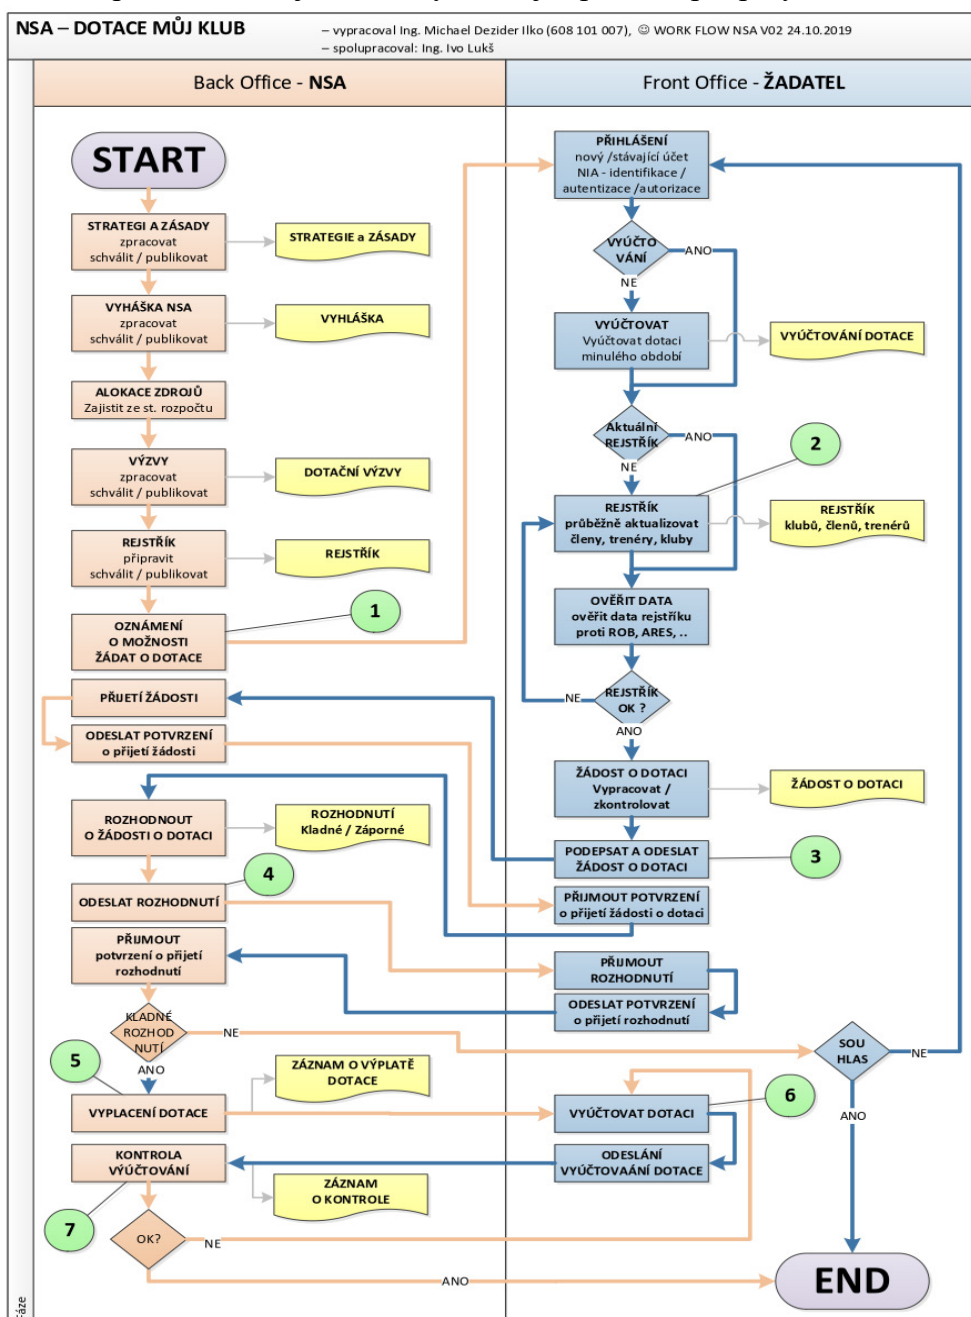 NSA – DOTACE MŮJ KLUB
– vypracoval Ing. Michael Dezider Ilko (608 101 007), ☺ WORK FLOW NSA V02 24.10.2019
– spolupracoval: Ing. Ivo Lukš
Back Office - NSA
Front Office - ŽADATEL
START
STRATEGI A ZÁSADY
zpracovat
schválit / publikovat
STRATEGIE a ZÁSADY
VYHÁŠKA NSA
zpracovat
schválit / publikovat
VYHLÁŠKA
ALOKACE ZDROJŮ
Zajistit ze st. rozpočtu
VÝZVY
zpracovat
schválit / publikovat
DOTAČNÍ VÝZVY
REJSTŘÍK
připravit
schválit / publikovat
REJSTŘÍK
1
OZNÁMENÍ
O MOŽNOSTI
ŽÁDAT O DOTACE
PŘIJETÍ ŽÁDOSTI
ODESLAT POTVRZENÍ
o přijetí žádosti
ROZHODNOUT
O ŽÁDOSTI O DOTACI
ROZHODNUTÍ
Kladné / Záporné
4
ODESLAT ROZHODNUTÍ
PŘIJMOUT
potvrzení o přijetí
rozhodnutí
KLADNÉ
ROZHOD
NUTÍ
NE
ANO
5
ZÁZNAM O VÝPLATĚ
DOTACE
VYPLACENÍ DOTACE
KONTROLA
VÝÚČTOVÁNÍ
ZÁZNAM
O KONTROLE
7
OK?
NE
ANO
PŘIHLÁŠENÍ
nový /stávající účet
NIA - identifikace /
autentizace /autorizace
VYÚČTO
VÁNÍ
ANO
NE
VYÚČTOVAT
Vyúčtovat dotaci
minulého období
VYÚČTOVÁNÍ DOTACE
Aktuální
REJSTŘÍK
ANO
NE
2
REJSTŘÍK
průběžně aktualizovat
členy, trenéry, kluby
REJSTŘÍK
klubů, členů, trenérů
OVĚŘIT DATA
ověřit data rejstříku
proti ROB, ARES, ..
REJSTŘÍK
OK ?
NE
ANO
ŽÁDOST O DOTACI
Vypracovat /
zkontrolovat
ŽÁDOST O DOTACI
PODEPSAT A ODESLAT
ŽÁDOST O DOTACI
3
PŘIJMOUT POTVRZENÍ
o přijetí žádosti o dotaci
PŘIJMOUT
ROZHODNUTÍ
ODESLAT POTVRZENÍ
o přijetí rozhodnutí
SOU
HLAS
NE
ANO
6
VYÚČTOVAT DOTACI
ODESLÁNÍ
VYÚČTOVAÁNÍ DOTACE
END
Fáze